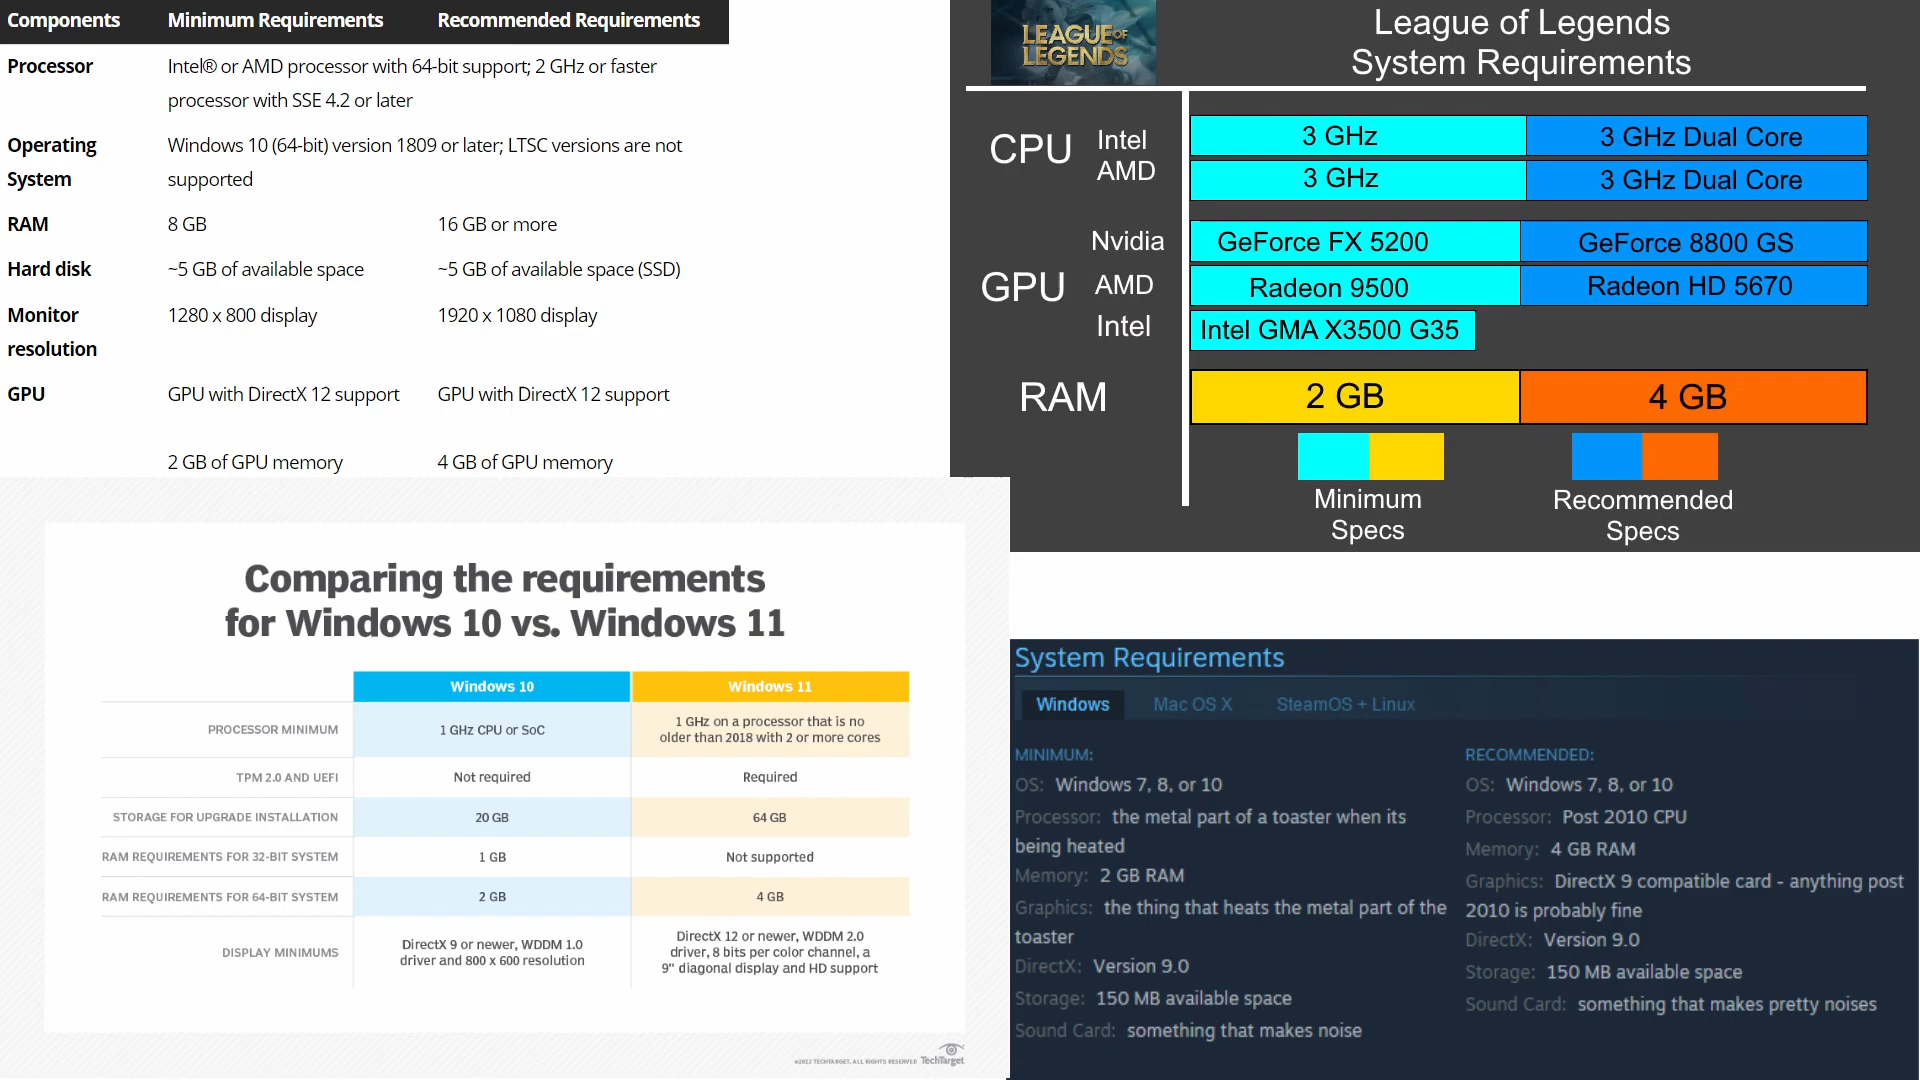 Components Minimum Requirements Recommended Requirements
Processor Intel® or AMD processor with 64-bit support; 2 GHz or faster
processor with SSE 4.2 or later
Operating Windows 10 (64-bit) version 1809 or later; LTSC versions are not
System supported
RAM 8 GB 16 GB or more
Hard disk ~5 GB of available space ~5 GB of available space (SSD)
Monitor 1280 x 800 display 1920 x 1080 display
resolution
GPU GPU with DirectX 12 support GPU with DirectX 12 support
2 GB of GPU memory 4 GB of GPU memory
LEAGUE OF
LEGENDS
League of Legends
System Requirements
CPU Intel 3 GHz 3 GHz Dual Core
AMD 3 GHz 3 GHz Dual Core
Nvidia GeForce FX 5200 GeForce 8800 GS
GPU AMD Radeon 9500 Radeon HD 5670
Intel Intel GMA X3500 G35
RAM 2 GB 4 GB
Minimum Recommended
Specs Specs
Comparing the requirements
for Windows 10 vs. Windows 11
Windows 10 Windows 11
PROCESSOR MINIMUM 1 GHz CPU or SoC 1 GHz on a processor that is no
older than 2018 with 2 or more cores
TPM 2.0 AND UEFI Not required Required
STORAGE FOR UPGRADE INSTALLATION 20 GB 64 GB
RAM REQUIREMENTS FOR 32-BIT SYSTEM 1 GB Not supported
RAM REQUIREMENTS FOR 64-BIT SYSTEM 2 GB 4 GB
DISPLAY MINIMUMS DirectX 9 or newer, WDDM 1.0 DirectX 12 or newer, WDDM 2.0
driver and 800 x 600 resolution driver, 8 bits per color channel, a
9" diagonal display and HD support
©2022 TECHTARGET. ALL RIGHTS RESERVED TechTarget
System Requirements
Windows Mac OS X SteamOS + Linux
MINIMUM:
OS: Windows 7, 8, or 10
Processor: the metal part of a toaster when its
being heated
Memory: 2 GB RAM
Graphics: the thing that heats the metal part of the
toaster
DirectX: Version 9.0
Storage: 150 MB available space
Sound Card: something that makes noise
RECOMMENDED:
OS: Windows 7, 8, or 10
Processor: Post 2010 CPU
Memory: 4 GB RAM
Graphics: DirectX 9 compatible card - anything post
2010 is probably fine
DirectX: Version 9.0
Storage: 150 MB available space
Sound Card: something that makes pretty noises